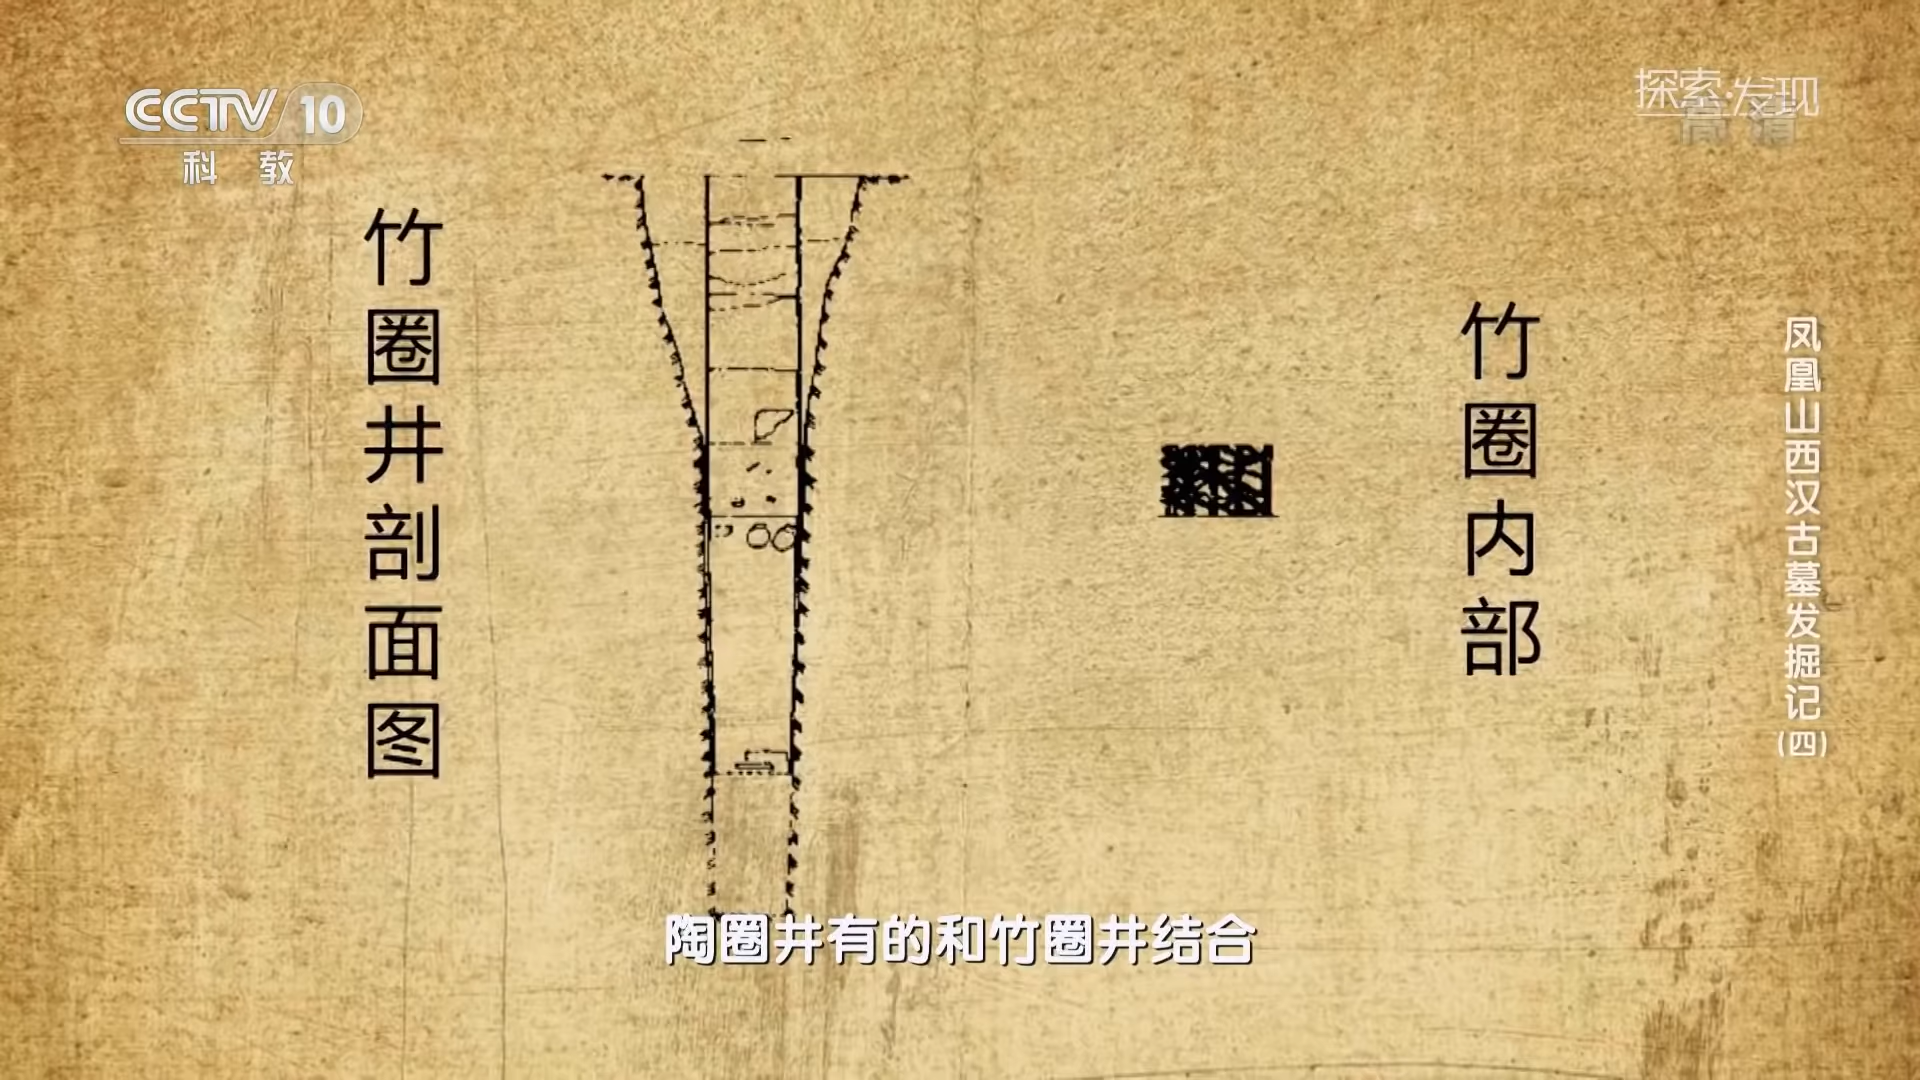 CCTV 10
科 教
探索·发现
高清
竹圈井剖面图
竹圈内部
凤凰山西汉古墓发掘记(四)
陶圈井有的和竹圈井结合